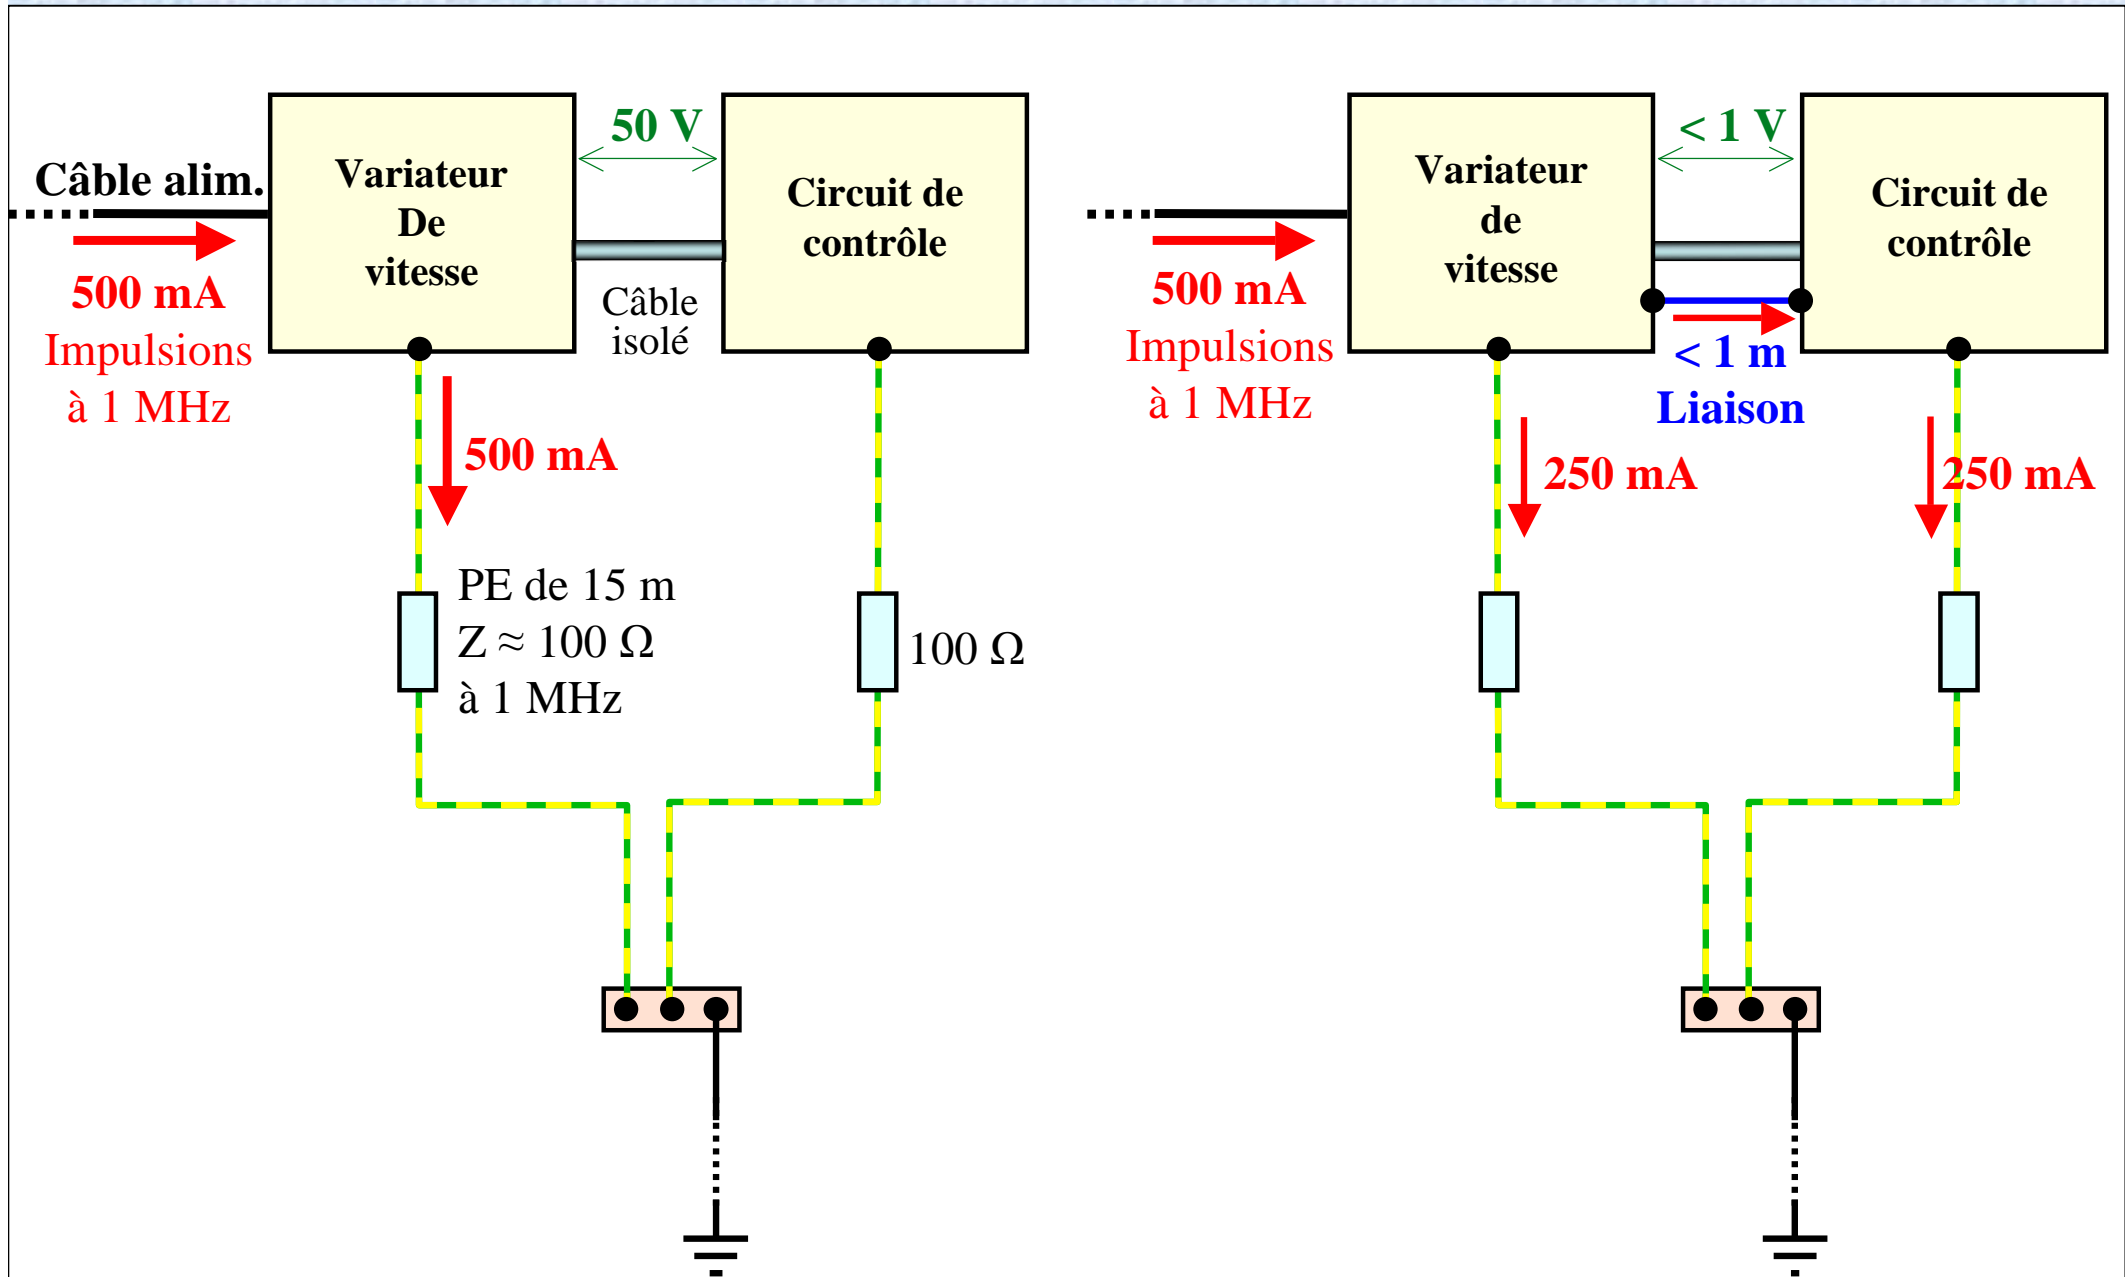 50 V
Câble alim.
Variateur
De
vitesse
Circuit de
contrôle
500 mA
Impulsions
à 1 MHz
Câble
isolé
500 mA
PE de 15 m
Z ≈ 100 Ω
à 1 MHz
100 Ω
< 1 V
Variateur
de
vitesse
Circuit de
contrôle
500 mA
Impulsions
à 1 MHz
< 1 m
Liaison
250 mA
250 mA